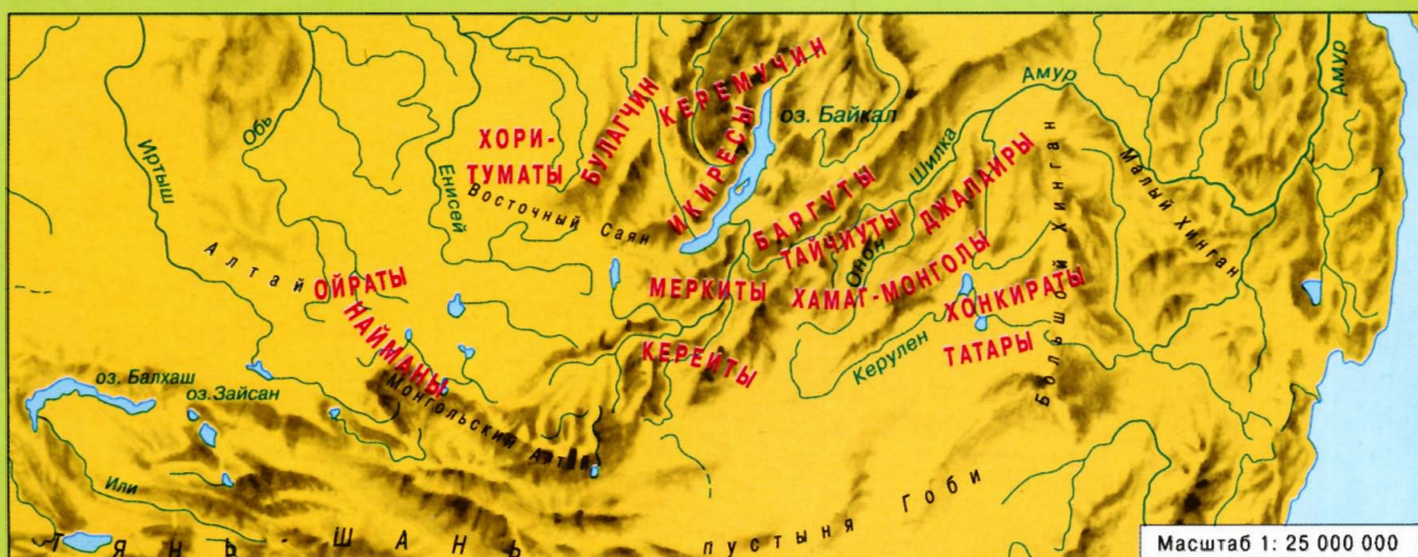 КЕРЕМУЧИН
БУЛАГЧИН
ХОРИ-
ТУМАТЫ
ИКИРЕСЫ
оз. Байкал
Амур
Амур
Обь
Иртыш
Енисей
Восточный Саян
Шилка
БАРГУТЫ
ТАЙЧИУТЫ
ДЖАЛАИРЫ
Онон
Большой Хинган
Малый Хинган
Алтай
ОЙРАТЫ
НАЙМАНЫ
МЕРКИТЫ
ХАМАГ-МОНГОЛЫ
ХОНКИРАТЫ
КЕРЕЙТЫ
Керулен
ТАТАРЫ
оз. Балхаш
оз. Зайсан
Монгольский Алтай
Или
ТЯНЬ-ШАНЬ
пустыня Гоби
Масштаб 1: 25 000 000